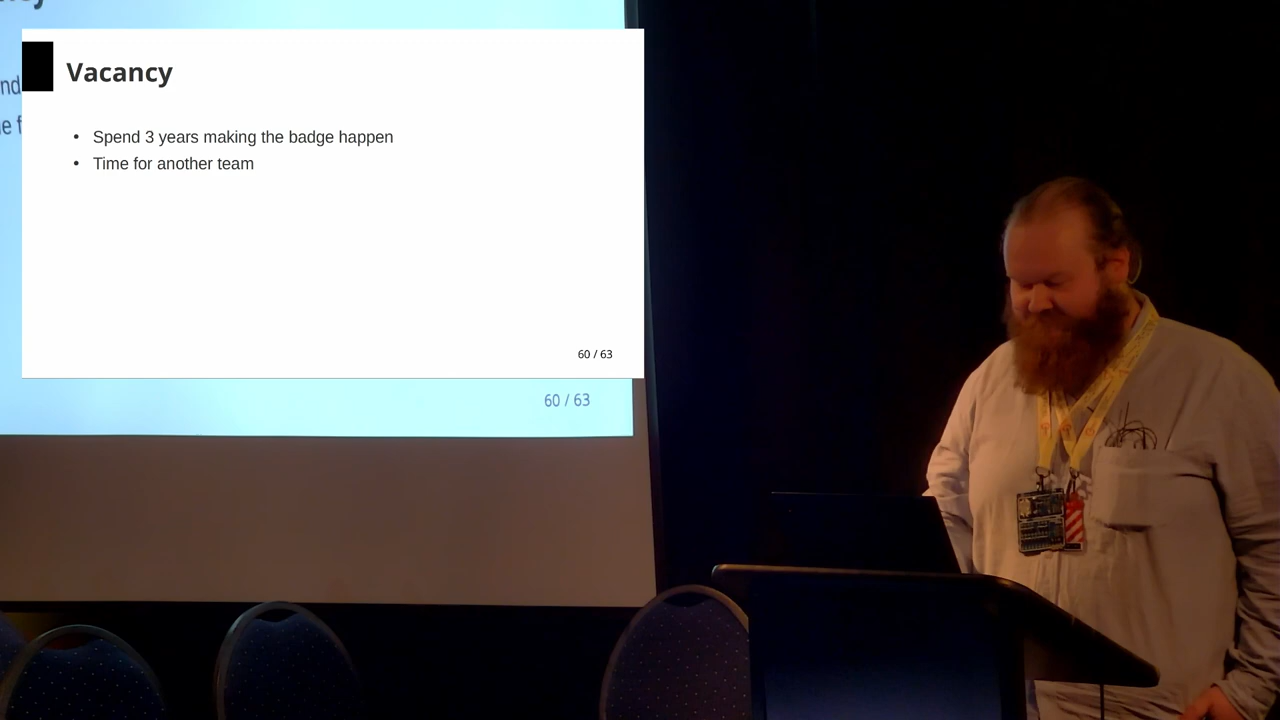 Vacancy
• Spend 3 years making the badge happen
• Time for another team
60 / 63
60 / 63